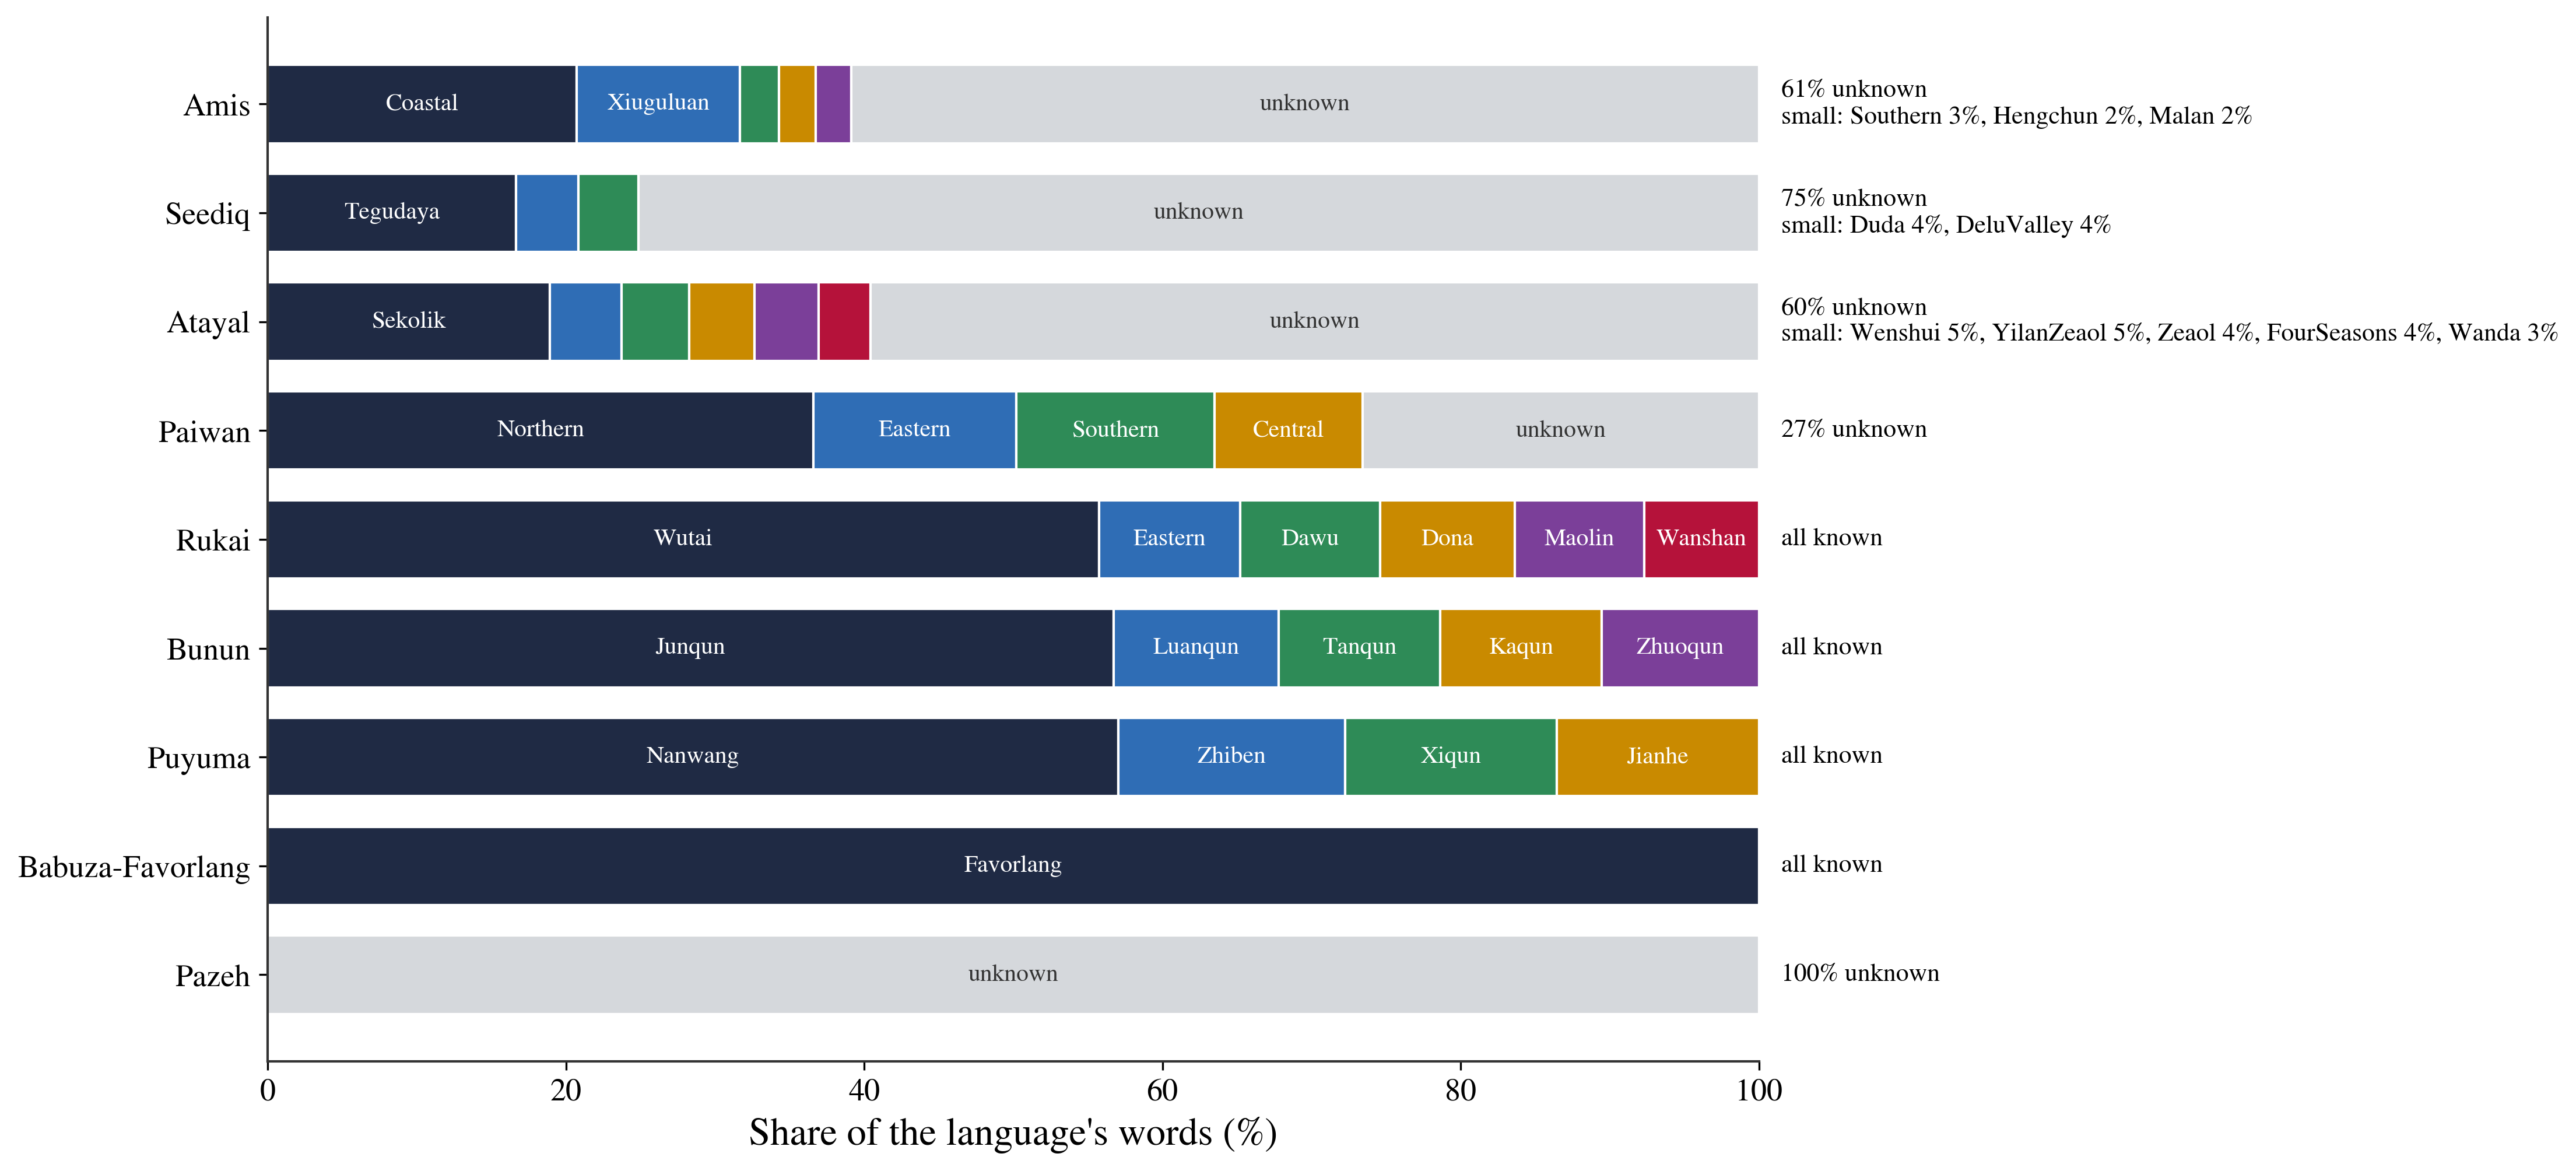 Amis
Coastal
Xiuguluan
unknown
61% unknown
small: Southern 3%, Hengchun 2%, Malan 2%
Seediq
Tegudaya
unknown
75% unknown
small: Duda 4%, DeluValley 4%
Atayal
Sekolik
unknown
60% unknown
small: Wenshui 5%, YilanZeaol 5%, Zeaol 4%, FourSeasons 4%, Wanda 3%
Paiwan
Northern
Eastern
Southern
Central
unknown
27% unknown
Rukai
Wutai
Eastern
Dawu
Dona
Maolin
Wanshan
all known
Bunun
Junqun
Luanqun
Tanqun
Kaqun
Zhuoqun
all known
Puyuma
Nanwang
Zhiben
Xiqun
Jianhe
all known
Babuza-Favorlang
Favorlang
all known
Pazeh
unknown
100% unknown
0 20 40 60 80 100
Share of the language's words (%)